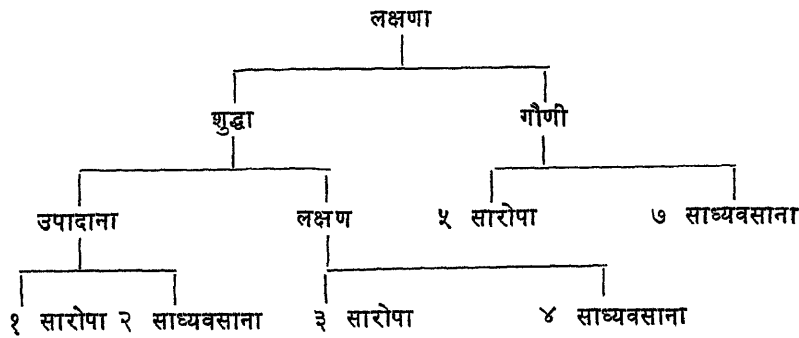 लक्षणा
शुद्धा गौणी
उपादाना लक्षण ५ सारोपा ७ साध्यवसाना
१ सारोपा २ साध्यवसाना ३ सारोपा ४ साध्यवसाना